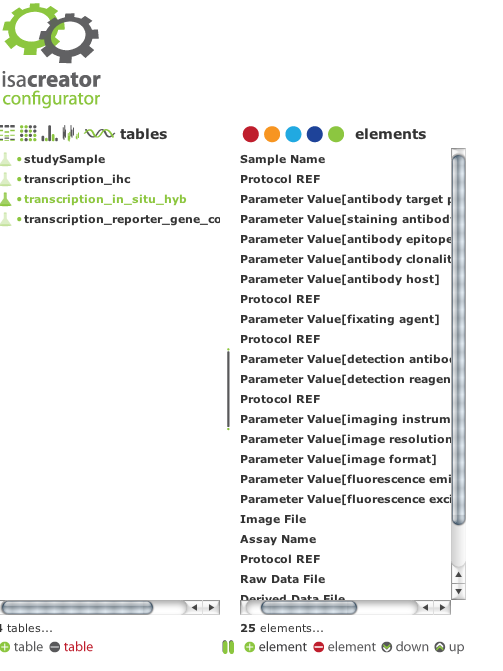 isacreator
configurator
tables
studySample
transcription_ihc
transcription_in_situ_hyb
transcription_reporter_gene_co
tables...
table table
elements
Sample Name
Protocol REF
Parameter Value[antibody target
Parameter Value[staining antibod
Parameter Value[antibody epitope
Parameter Value[antibody clonalit
Parameter Value[antibody host]
Protocol REF
Parameter Value[fixating agent]
Protocol REF
Parameter Value[detection antibo
Parameter Value[detection reagen
Protocol REF
Parameter Value[imaging instrum
Parameter Value[image resolution
Parameter Value[image format]
Parameter Value[fluorescence emi
Parameter Value[fluorescence exci
Image File
Assay Name
Protocol REF
Raw Data File
Derived Data File
25 elements...
element element down up